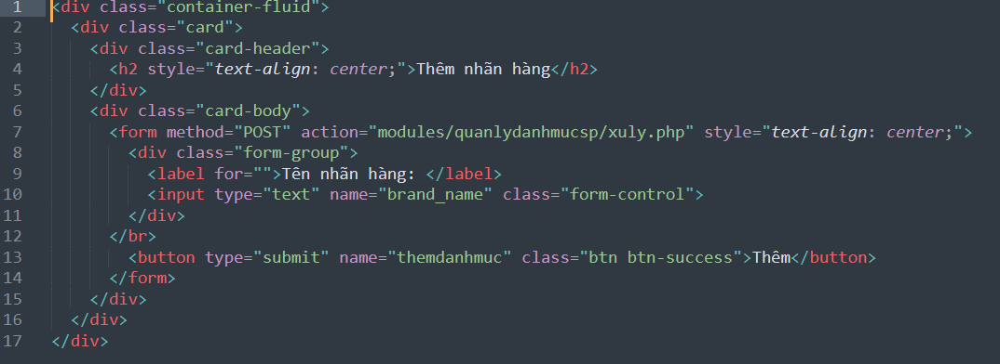 1 <div class="container-fluid">
2 <div class="card">
3 <div class="card-header">
4 <h2 style="text-align: center;">Thêm nhãn hàng</h2>
5 </div>
6 <div class="card-body">
7 <form method="POST" action="modules/quanlydanhmucsp/xuly.php" style="text-align: center;">
8 <div class="form-group">
9 <label for="">Tên nhãn hàng: </label>
10 <input type="text" name="brand_name" class="form-control">
11 </div>
12 </br>
13 <button type="submit" name="themdanhmuc" class="btn btn-success">Thêm</button>
14 </form>
15 </div>
16 </div>
17 </div>